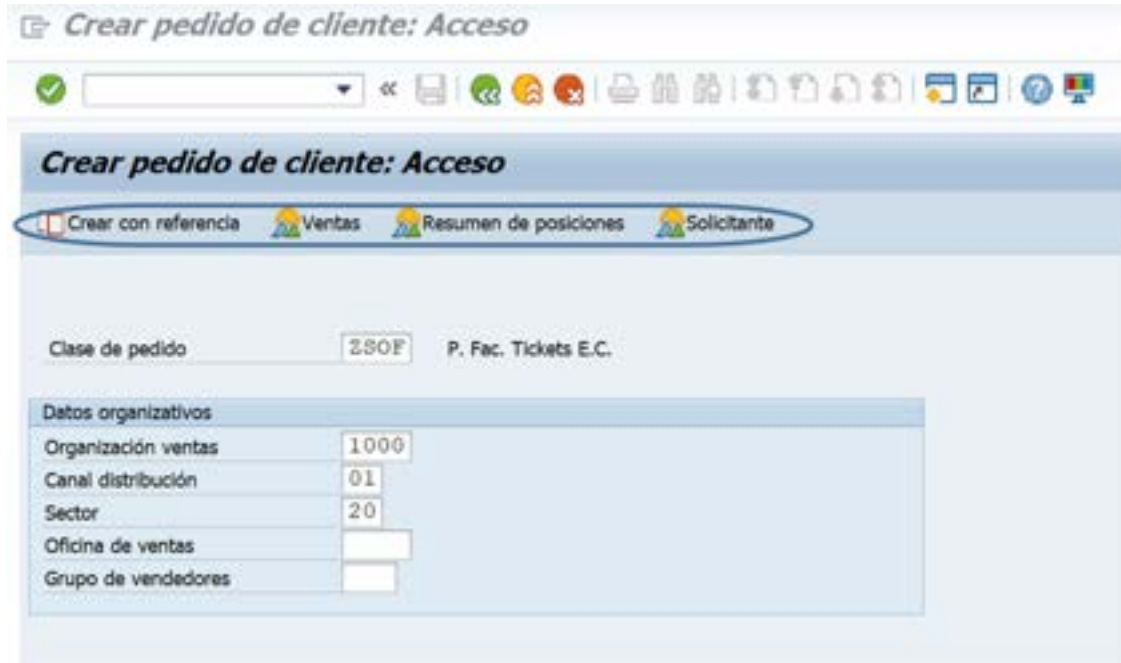 Crear pedido de cliente: Acceso
Crear pedido de cliente: Acceso
Crear con referencia Ventas Resumen de posiciones Solicitante
Clase de pedido ZSOF P. Fac. Tickets E.C.
Datos organizativos
Organización ventas 1000
Canal distribución 01
Sector 20
Oficina de ventas
Grupo de vendedores